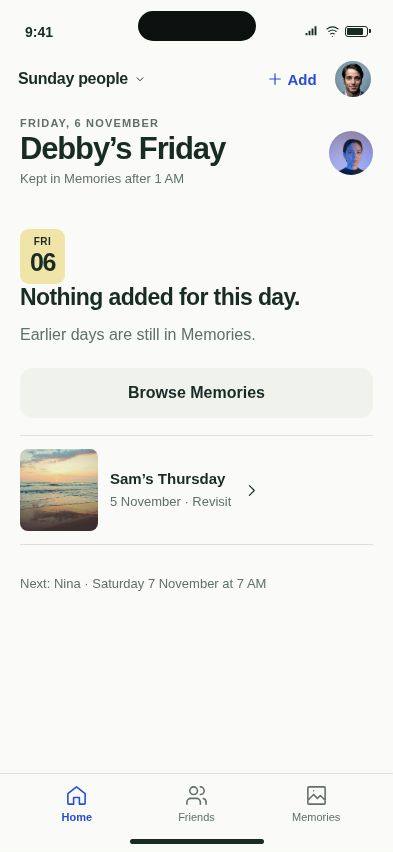 9:41
Sunday people
Add
FRIDAY, 6 NOVEMBER
Debby’s Friday
Kept in Memories after 1 AM
FRI
06
Nothing added for this day.
Earlier days are still in Memories.
Browse Memories
Sam’s Thursday
5 November · Revisit
Next: Nina · Saturday 7 November at 7 AM
Home
Friends
Memories